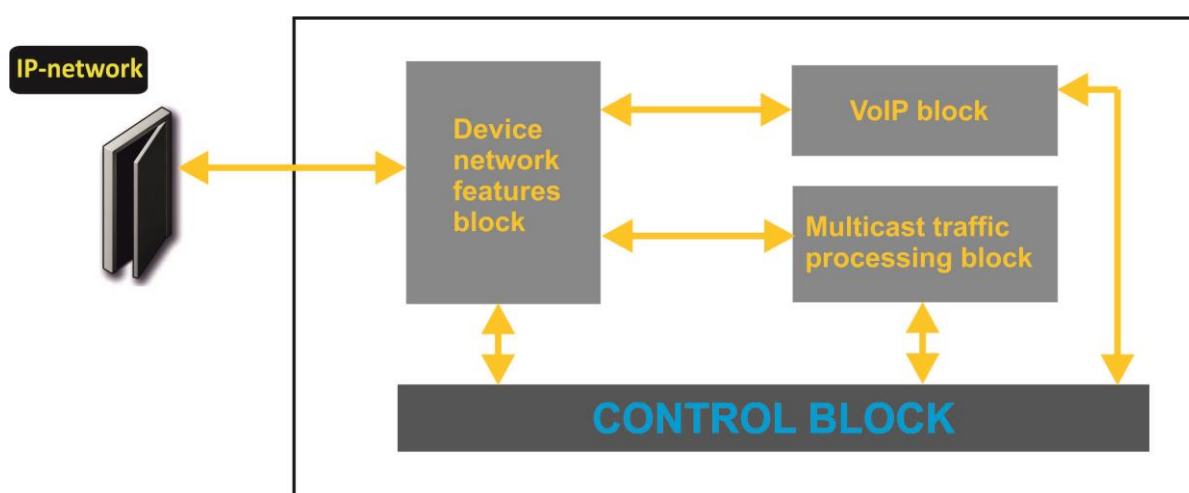 IP-network
Device
network
features
block
VoIP block
Multicast traffic
processing block
CONTROL BLOCK